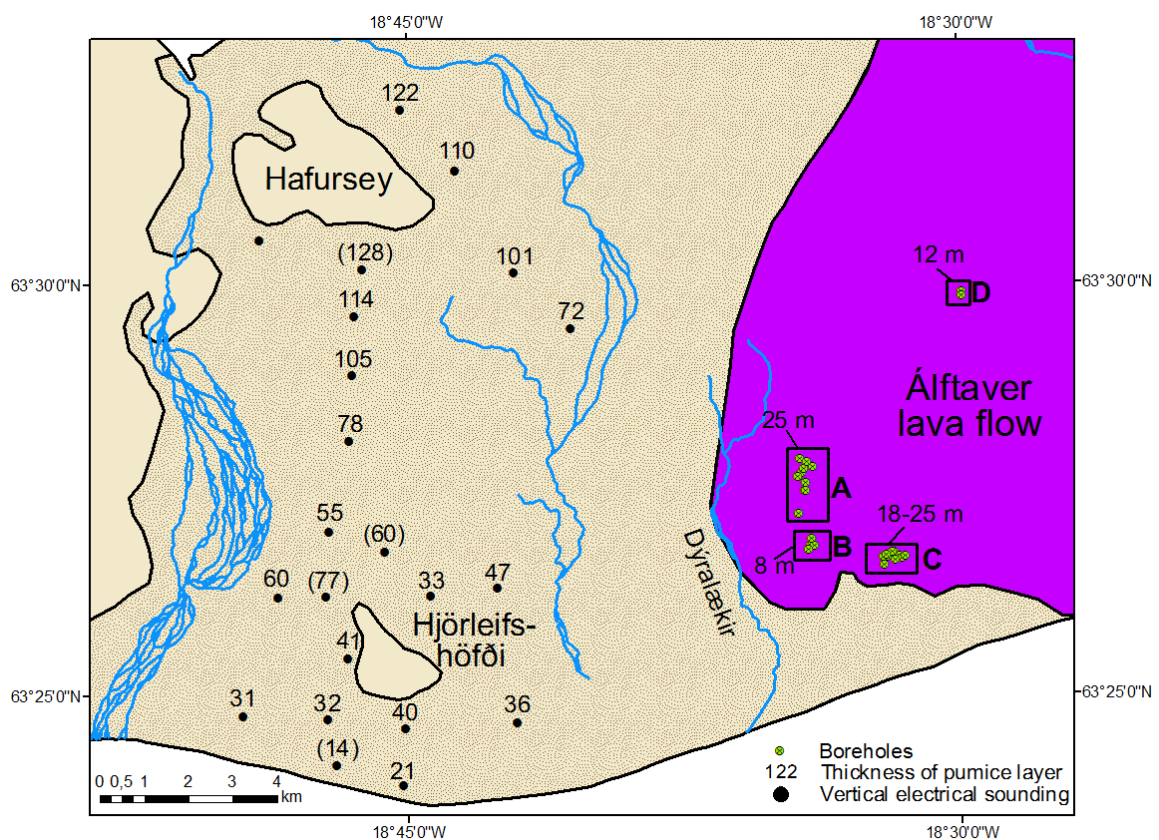 18°45'0"W
18°30'0"W
122
110
Hafursey
(128)
101
12 m
63°30'0"N
63°30'0"N
D
114
72
105
Álftaver
lava flow
25 m
78
A
18-25 m
55
(60)
B
C
8 m
Dýralækir
60
(77)
33
47
Hjörleifs-
höfði
41
63°25'0"N
63°25'0"N
31
32
40
36
(14)
21
Boreholes
122 Thickness of pumice layer
Vertical electrical sounding
0 0,5 1 2 3 4
km
18°45'0"W
18°30'0"W